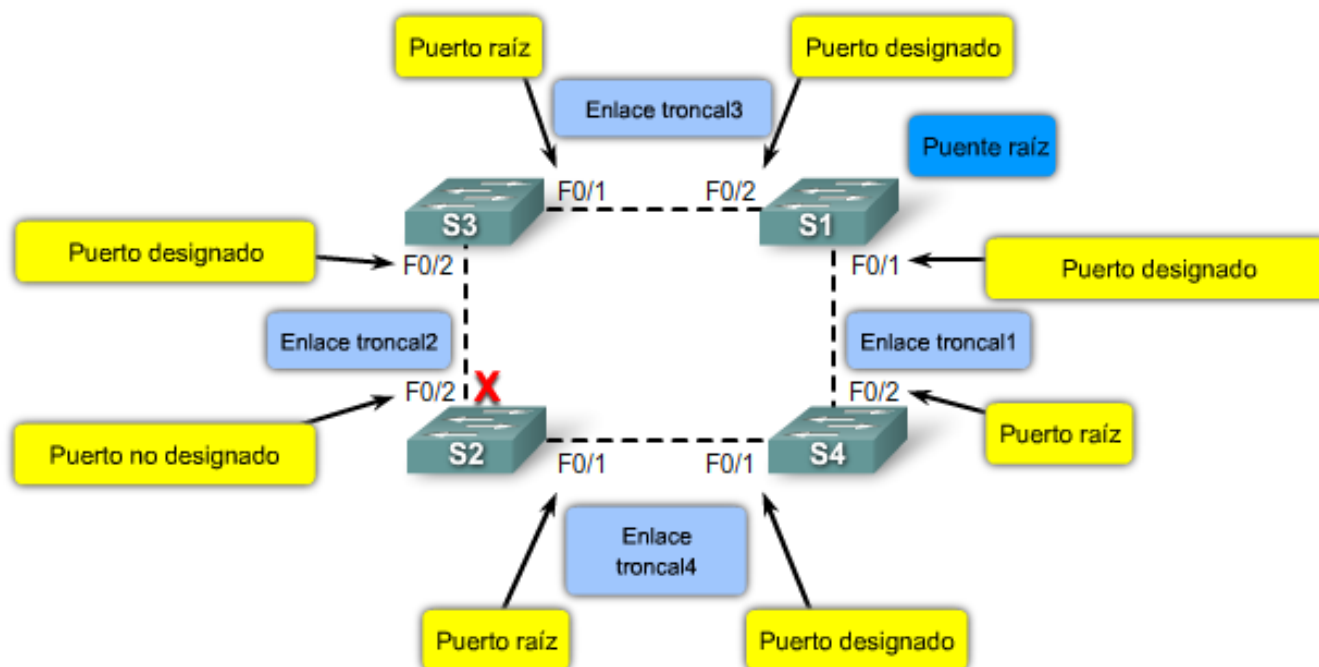 Puerto raíz
Puerto designado
Enlace troncal3
Puente raíz
F0/1
F0/2
S3
S1
Puerto designado
F0/2
F0/1
Puerto designado
Enlace troncal2
Enlace troncal1
F0/2
X
F0/2
Puerto no designado
S2
S4
Puerto raíz
F0/1
F0/1
Enlace
troncal4
Puerto raíz
Puerto designado